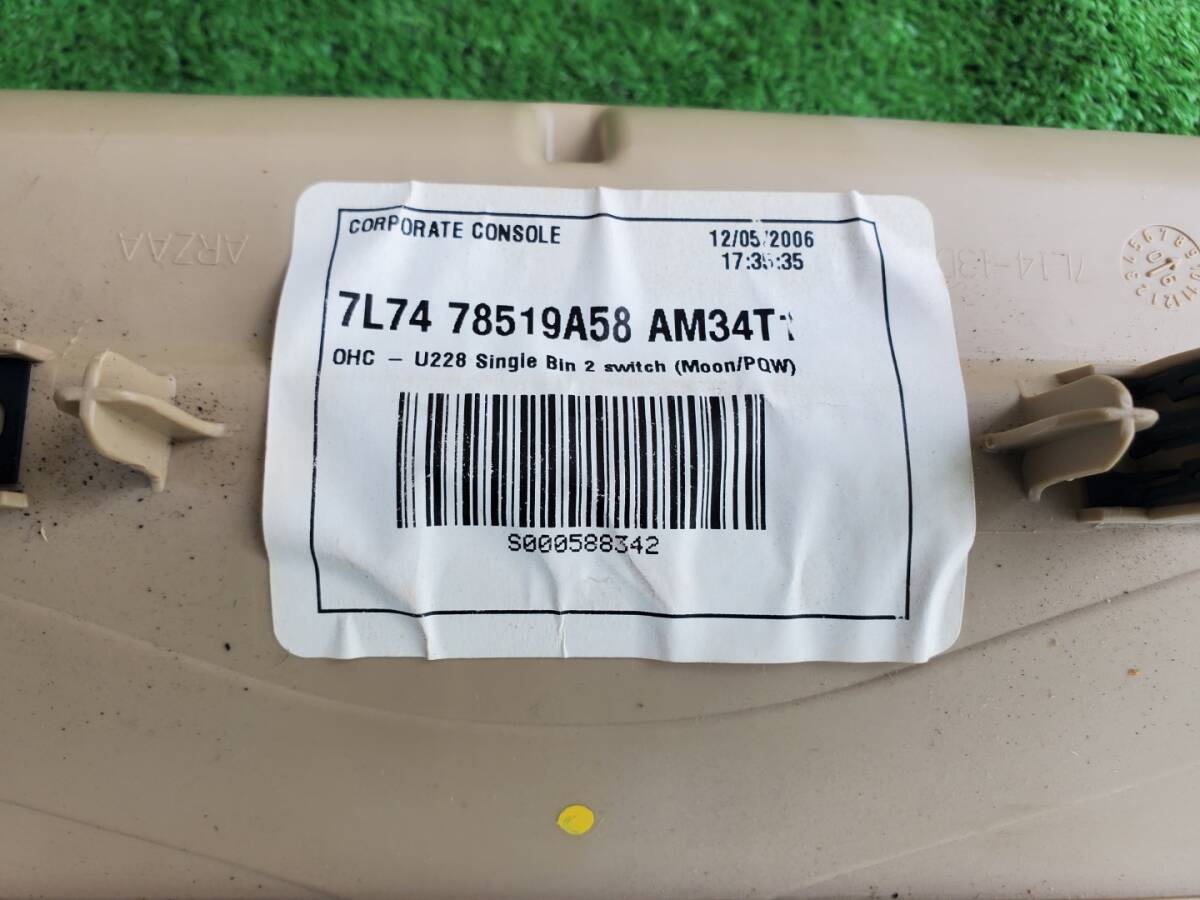 CORPORATE CONSOLE
12/05/2006
17:35:35
7L74 78519A58 AM34T1
OHC - U228 Single Bin 2 switch (Moon/PQW)
S000588342
ARZAA